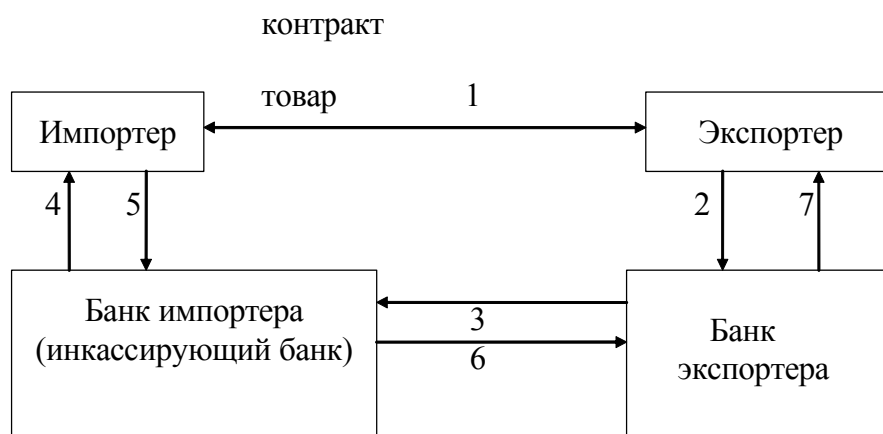 контракт
товар 1
Импортер
Экспортер
4 5 2 7
Банк импортера
(инкассирующий банк)
3
6
Банк
экспортера